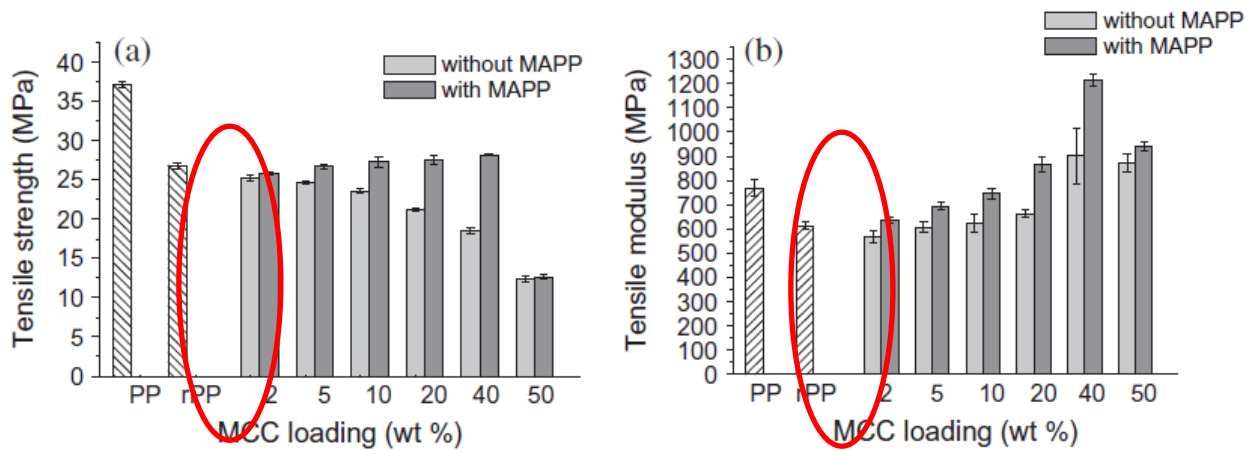 (a)
without MAPP
with MAPP
Tensile strength (MPa)
40
35
30
25
20
15
10
5
0
PP rPP 2 5 10 20 40 50
MCC loading (wt %)
(b)
without MAPP
with MAPP
Tensile modulus (MPa)
1300
1200
1100
1000
900
800
700
600
500
400
300
200
100
0
PP rPP 2 5 10 20 40 50
MCC loading (wt %)